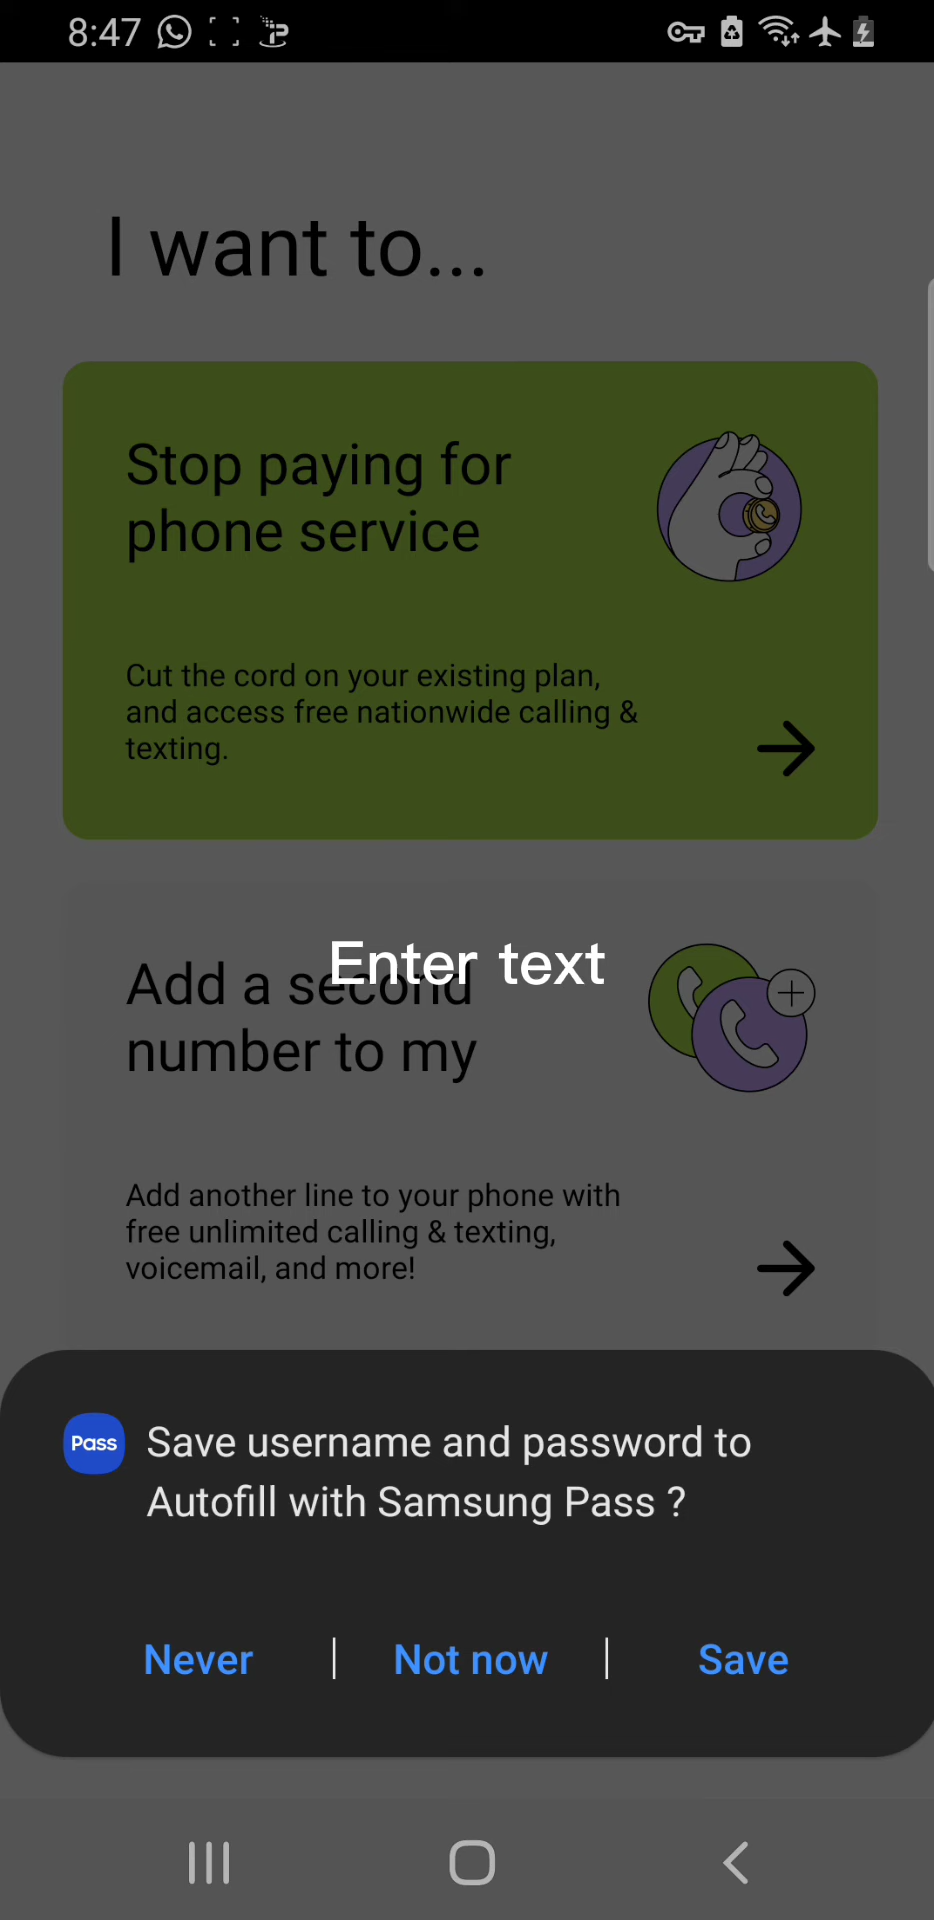 8:47
I want to...
Stop paying for
phone service
Cut the cord on your existing plan,
and access free nationwide calling &
texting.
Enter text
Add a second
number to my
Add another line to your phone with
free unlimited calling & texting,
voicemail, and more!
Pass
Save username and password to
Autofill with Samsung Pass ?
Never | Not now | Save